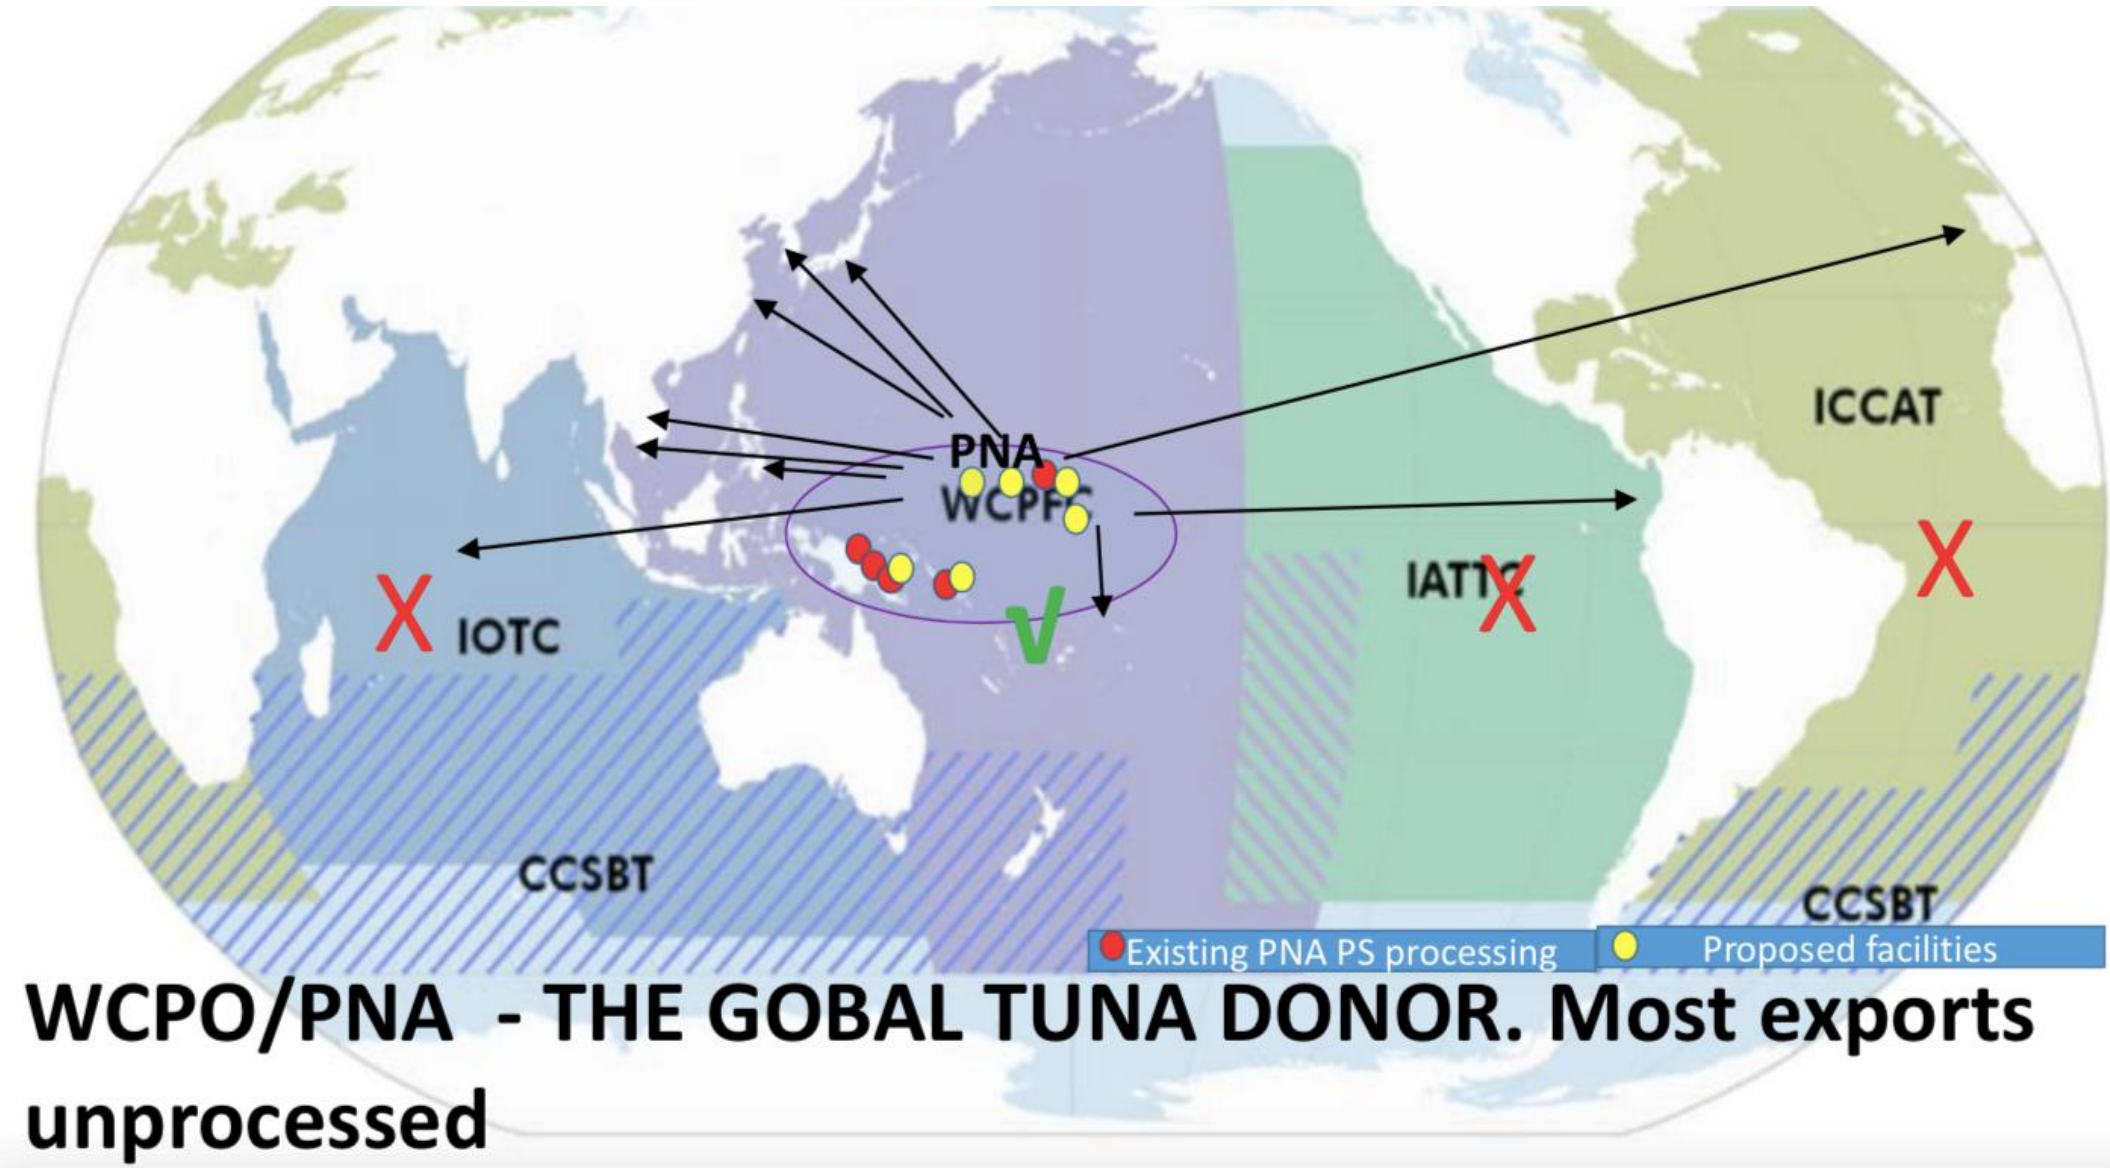 PNA
WCPFC
ICCAT
IATTC
X
X
X
IOTC
√
CCSBT
CCSBT
Existing PNA PS processing
Proposed facilities
WCPO/PNA - THE GOBAL TUNA DONOR. Most exports
unprocessed